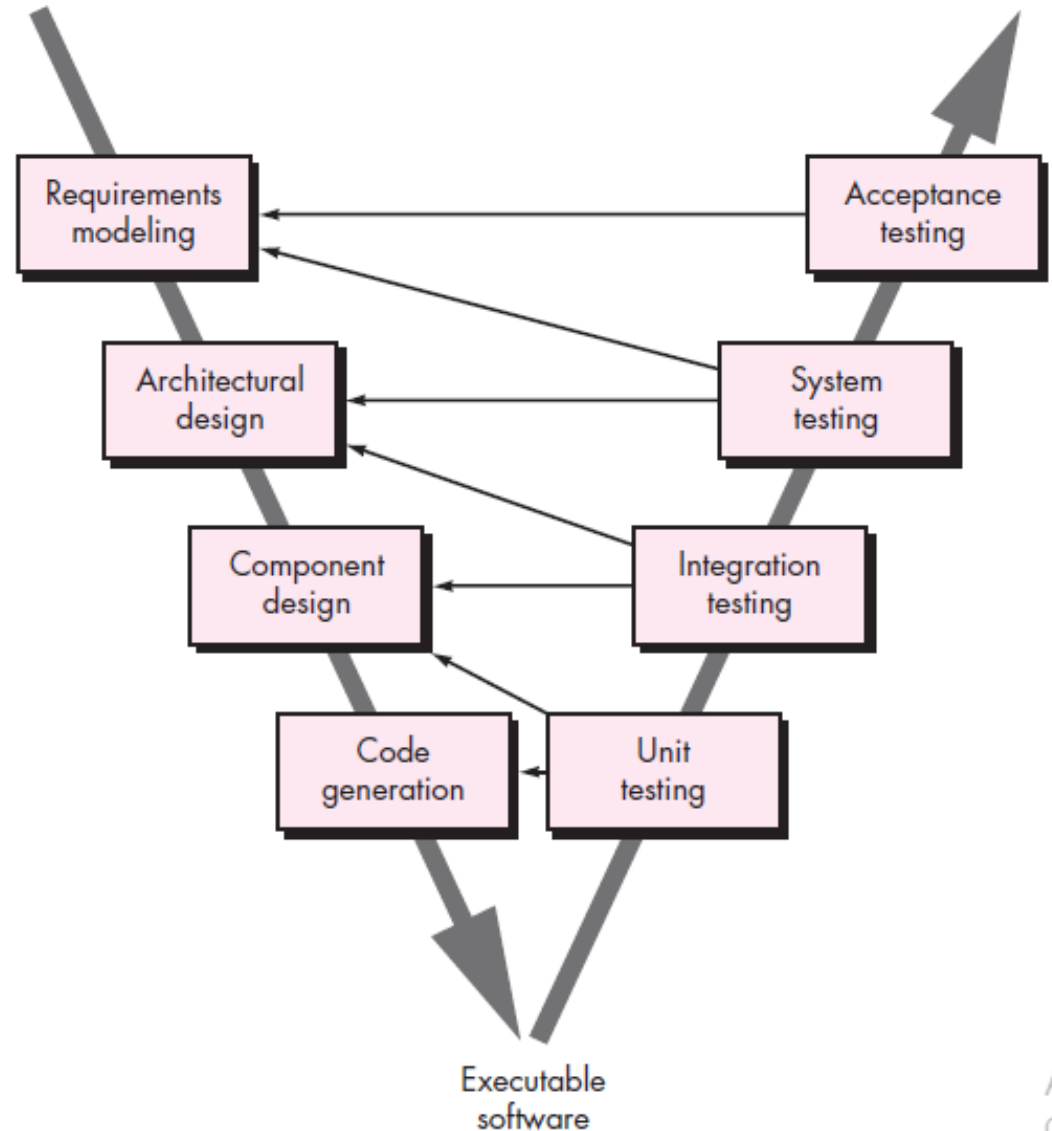 Requirements
modeling
Acceptance
testing
Architectural
design
System
testing
Component
design
Integration
testing
Code
generation
Unit
testing
Executable
software